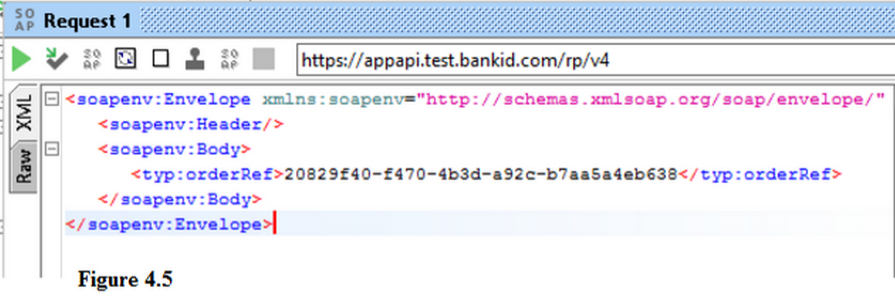 SO AP Request 1
SO AP SO AP https://appapi.test.bankid.com/rp/v4
XML
Raw
<soapenv:Envelope xmlns:soapenv="http://schemas.xmlsoap.org/soap/envelope/"
<soapenv:Header/>
<soapenv:Body>
<typ:orderRef>20829f40-f470-4b3d-a92c-b7aa5a4eb638</typ:orderRef>
</soapenv:Body>
</soapenv:Envelope>
Figure 4.5